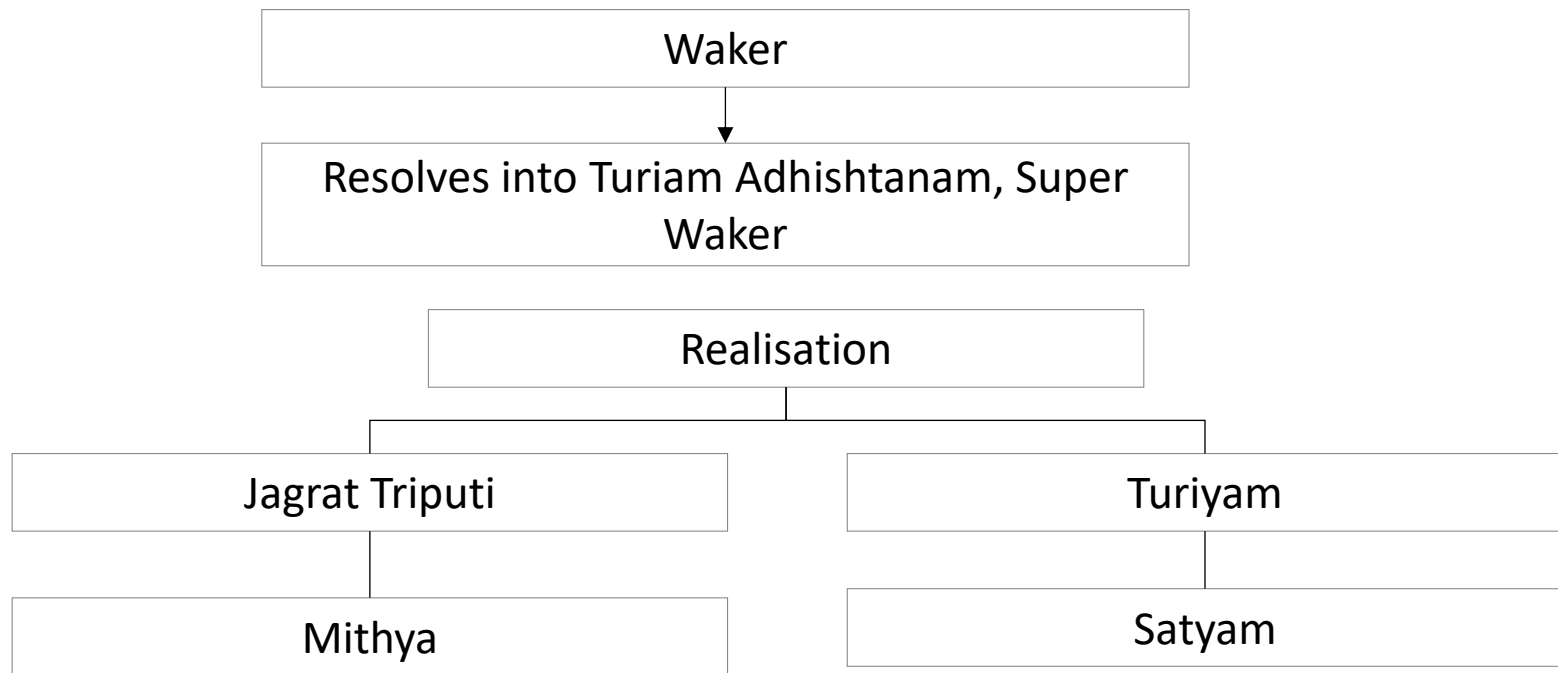 Waker
Resolves into Turiam Adhishtanam, Super
Waker
Realisation
Jagrat Triputi
Turiyam
Mithya
Satyam